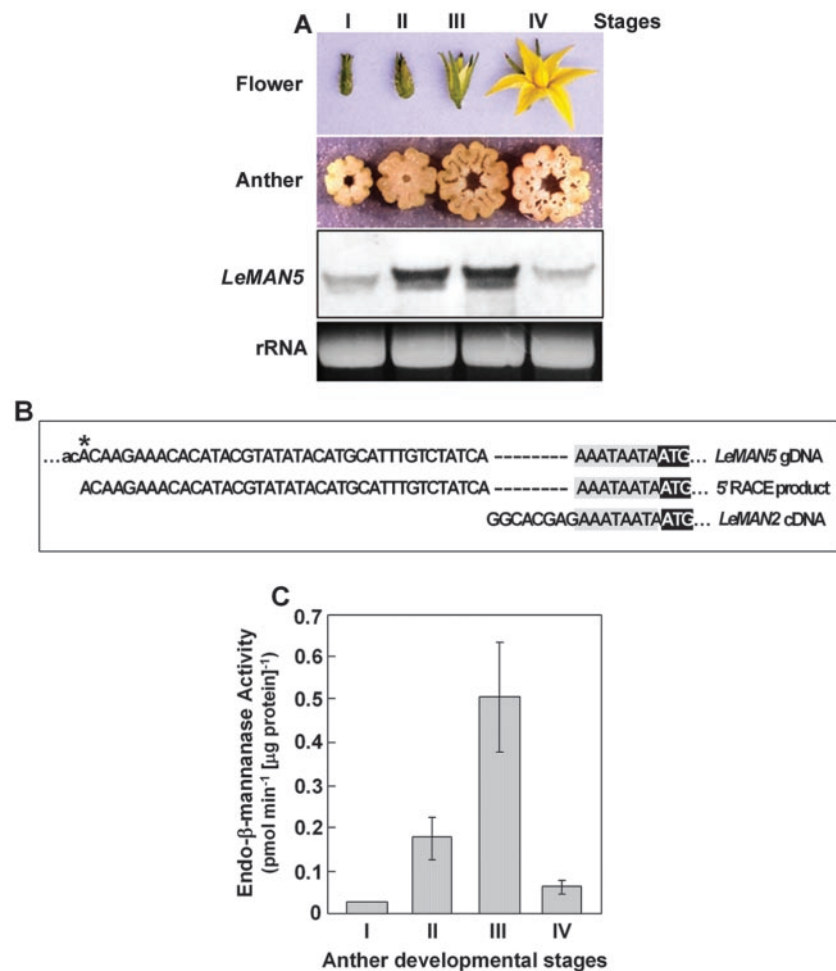 A I II III IV Stages
Flower
Anther
LeMAN5
rRNA
B
*
...acACAAGAAACACATACGTATATACATGCATTTGTCTATCA -------- AAATAATAATG... LeMAN5 gDNA
ACAAGAAACACATACGTATATACATGCATTTGTCTATCA -------- AAATAATAATG... 5' RACE product
GGCACGAGAAATAATAATG... LeMAN2 cDNA
C
0.7
0.6
0.5
0.4
0.3
0.2
0.1
0
Endo-β-mannanase Activity
(pmol min⁻¹ [µg protein]⁻¹)
I II III IV
Anther developmental stages